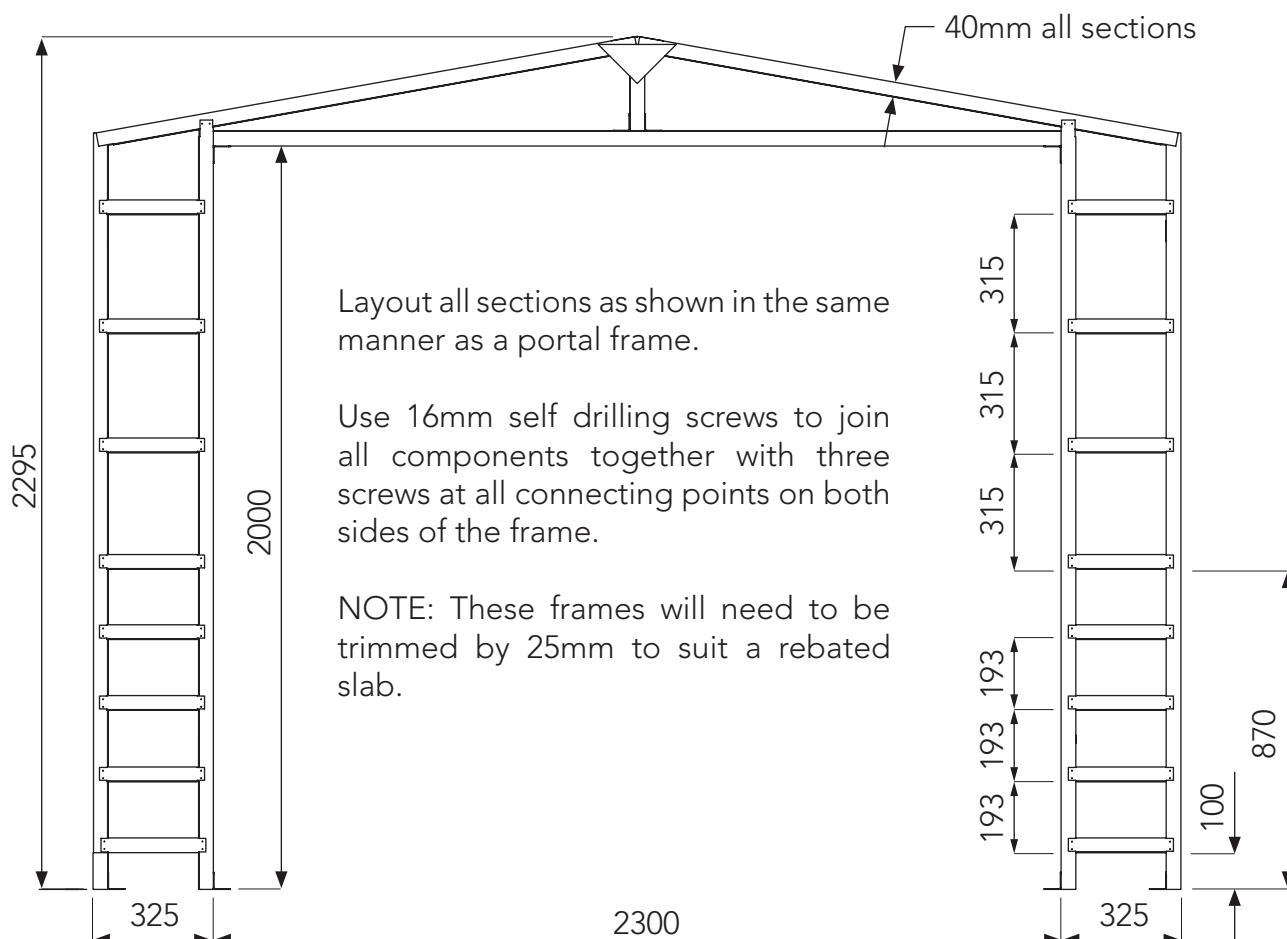 40mm all sections
Layout all sections as shown in the same
manner as a portal frame.
Use 16mm self drilling screws to join
all components together with three
screws at all connecting points on both
sides of the frame.
NOTE: These frames will need to be
trimmed by 25mm to suit a rebated
slab.
2295
2000
315
315
315
193
193
193
870
100
325
2300
325